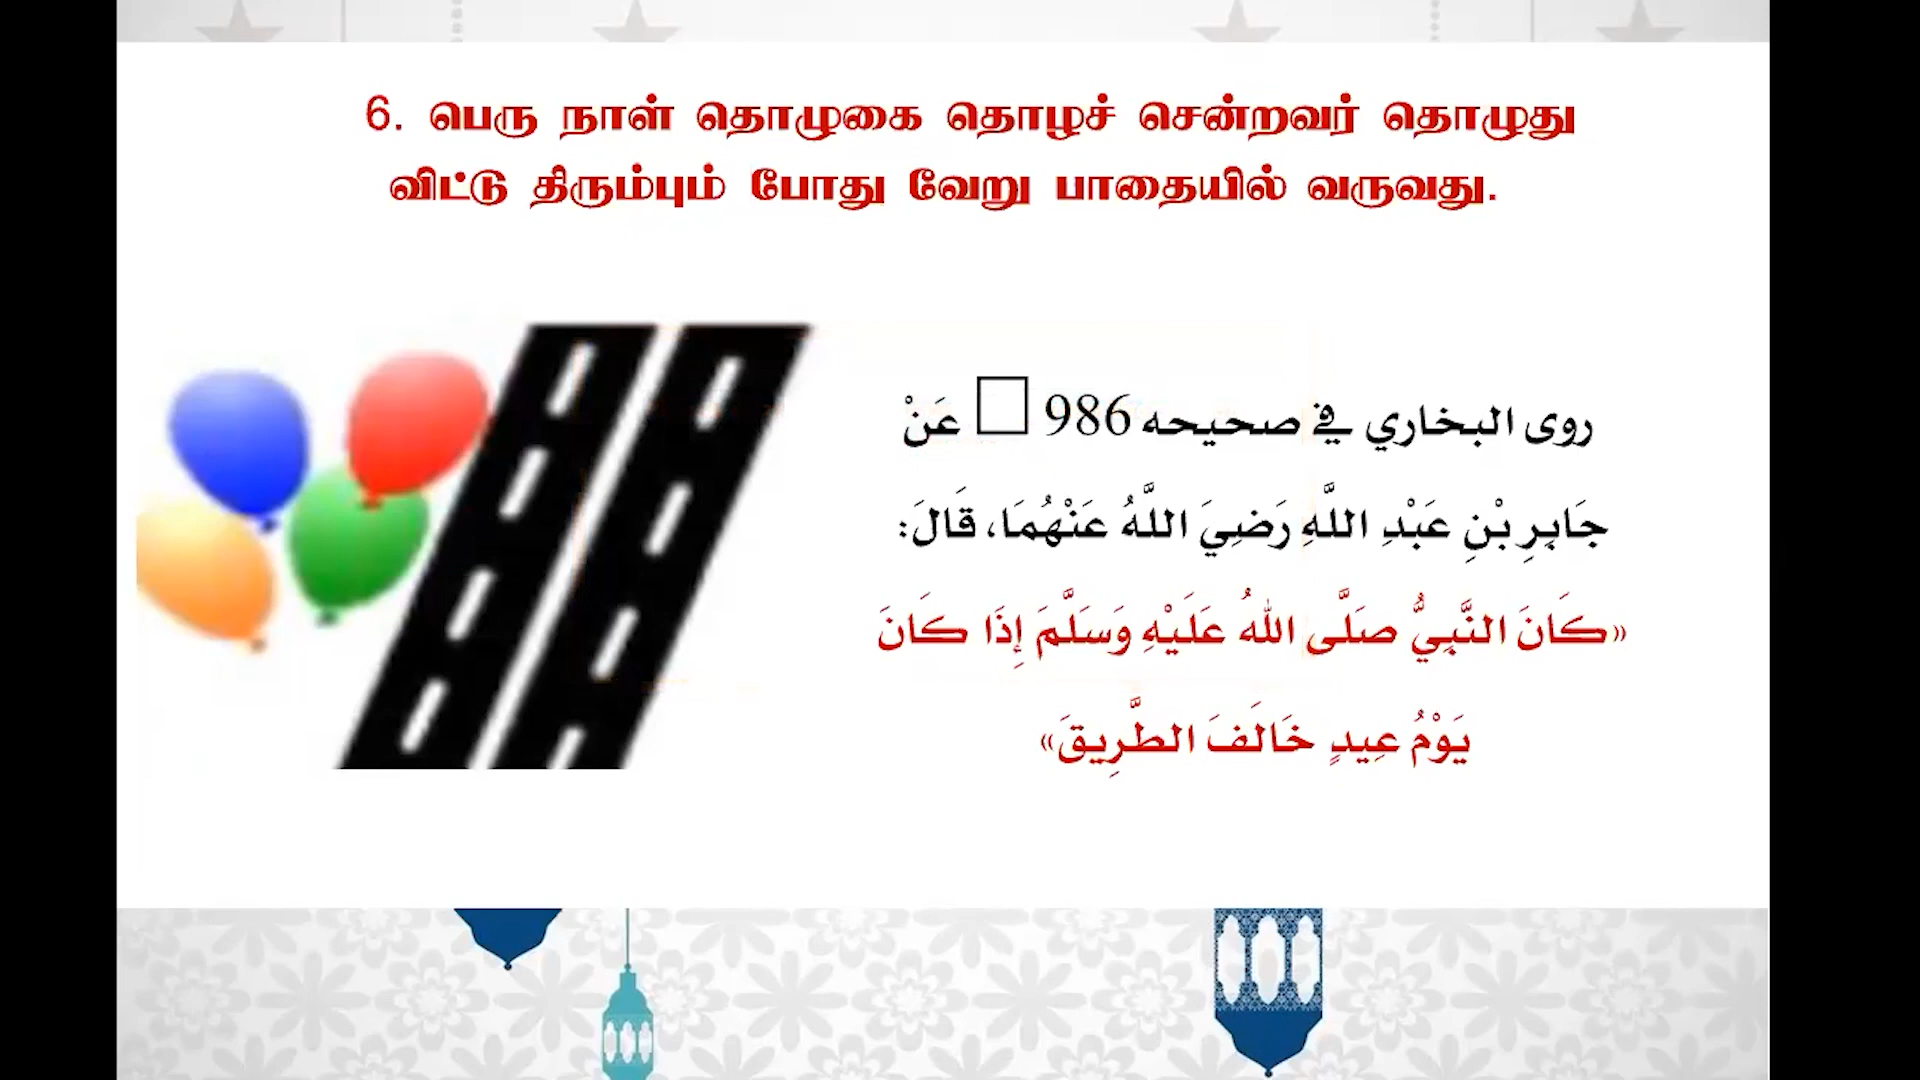 6. பெரு நாள் தொழுகை தொழச் சென்றவர் தொழுது
விட்டு திரும்பும் போது வேறு பாதையில் வருவது.
روى البخاري في صحيحه 986 □ عَنْ
جَابِرِ بْنِ عَبْدِ اللَّهِ رَضِيَ اللَّهُ عَنْهُمَا، قَالَ:
«كَانَ النَّبِيُّ صَلَّى اللهُ عَلَيْهِ وَسَلَّمَ إِذَا كَانَ
يَوْمُ عِيدٍ خَالَفَ الطَّرِيقَ»